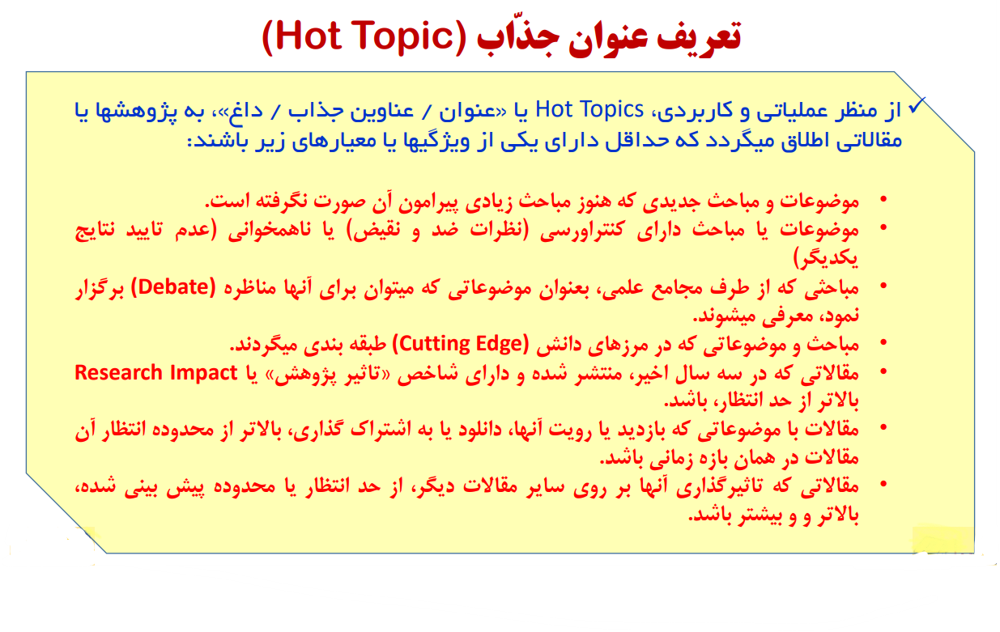 تعریف عنوان جذّاب (Hot Topic)
✓ از منظر عملیاتی و کاربردی، Hot Topics یا «عنوان / عناوین جذاب / داغ»، به پژوهشها یا
مقالاتی اطلاق میگردد که حداقل دارای یکی از ویژگیها یا معیارهای زیر باشند:
• موضوعات و مباحث جدیدی که هنوز مباحث زیادی پیرامون آن صورت نگرفته است.
• موضوعات یا مباحث دارای کنتراورسی (نظرات ضد و نقیض) یا ناهمخوانی (عدم تایید نتایج
یکدیگر)
• مباحثی که از طرف مجامع علمی، بعنوان موضوعاتی که میتوان برای آنها مناظره (Debate) برگزار
نمود، معرفی میشوند.
• مباحث و موضوعاتی که در مرزهای دانش (Cutting Edge) طبقه بندی میگردند.
• مقالاتی که در سه سال اخیر، منتشر شده و دارای شاخص «تاثیر پژوهش» یا Research Impact
بالاتر از حد انتظار، باشد.
• مقالات با موضوعاتی که بازدید یا رویت آنها، دانلود یا به اشتراک گذاری، بالاتر از محدوده انتظار آن
مقالات در همان بازه زمانی باشد.
• مقالاتی که تاثیرگذاری آنها بر روی سایر مقالات دیگر، از حد انتظار یا محدوده پیش بینی شده،
بالاتر و و بیشتر باشد.